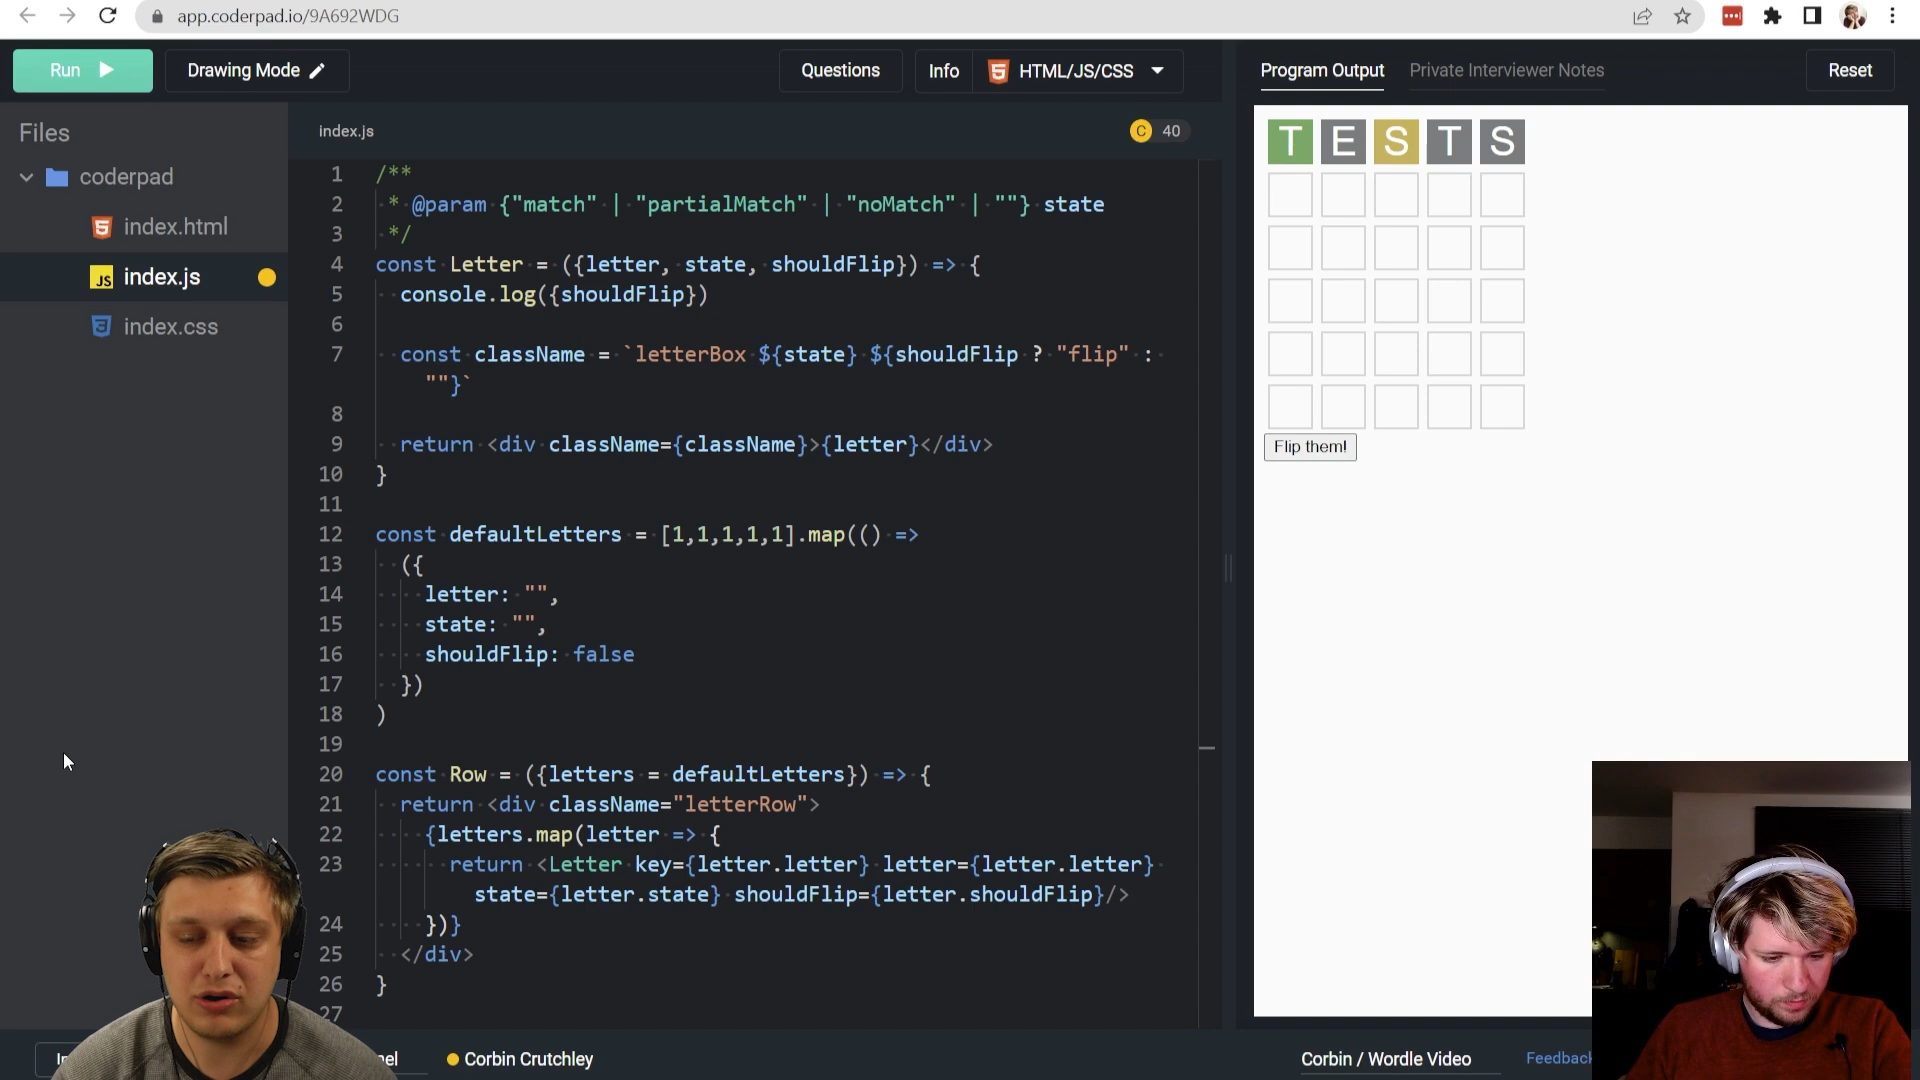 app.coderpad.io/9A692WDG
Run
Drawing Mode
Questions
Info
HTML/JS/CSS
Program Output
Private Interviewer Notes
Reset
Files
coderpad
index.html
index.js
index.css
index.js
C 40
1 /**
2 * @param {"match" | "partialMatch" | "noMatch" | ""} state
3 */
4 const Letter = ({letter, state, shouldFlip}) => {
5 console.log({shouldFlip})
6
7 const className = `letterBox ${state} ${shouldFlip ? "flip" :
""}`
8
9 return <div className={className}>{letter}</div>
10 }
11
12 const defaultLetters = [1,1,1,1,1].map(() =>
13 ({
14 letter: "",
15 state: "",
16 shouldFlip: false
17 })
18 )
19
20 const Row = ({letters = defaultLetters}) => {
21 return <div className="letterRow">
22 {letters.map(letter => {
23 return <Letter key={letter.letter} letter={letter.letter}
state={letter.state} shouldFlip={letter.shouldFlip}/>
24 })}
25 </div>
26 }
27
T E S T S
Flip them!
Corbin Crutchley
Corbin / Wordle Video